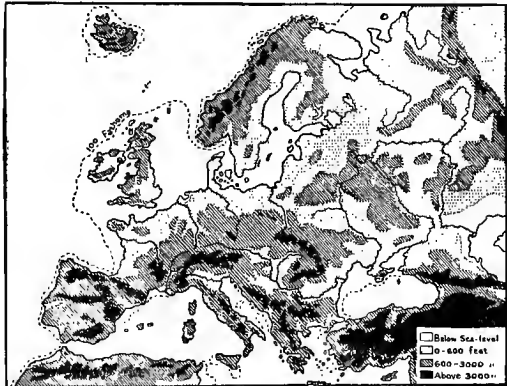 100 Fathoms
Below Sea-level
0-600 feet
600-3000 "
Above 3000 "